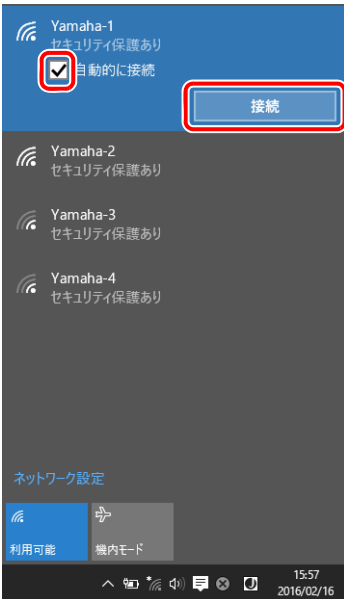 Yamaha-1
セキュリティ保護あり
自動的に接続
接続
Yamaha-2
セキュリティ保護あり
Yamaha-3
セキュリティ保護あり
Yamaha-4
セキュリティ保護あり
ネットワーク設定
利用可能
機内モード
15:57
2016/02/16